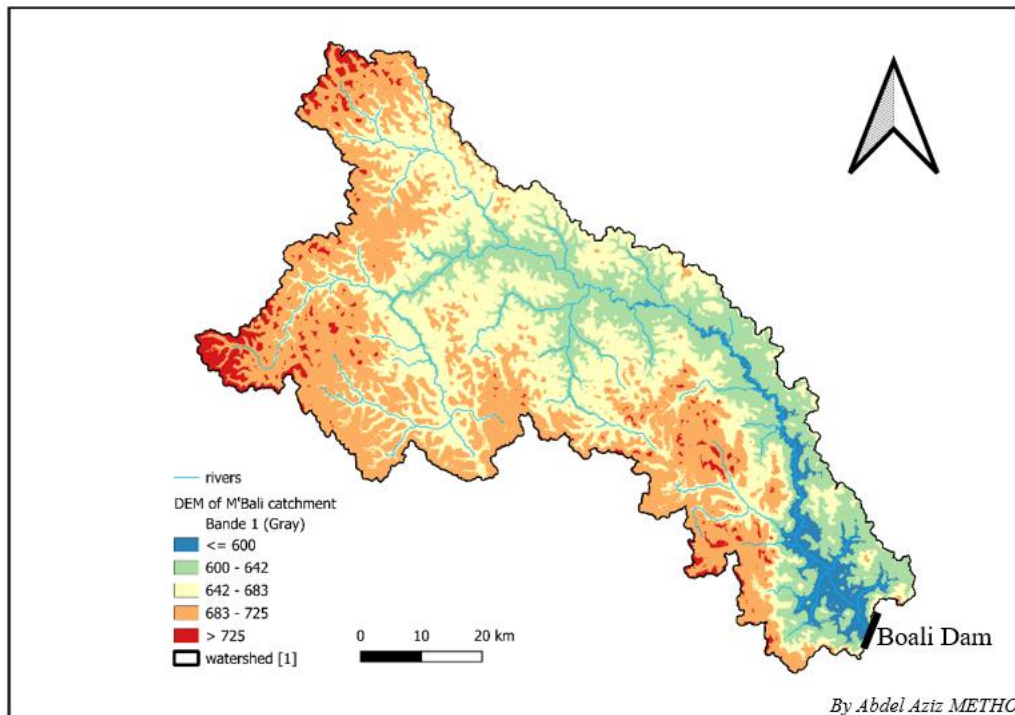 rivers
DEM of M'Bali catchment
Bande 1 (Gray)
<= 600
600 - 642
642 - 683
683 - 725
> 725
watershed [1]
0 10 20 km
Boali Dam
By Abdel Aziz METHO